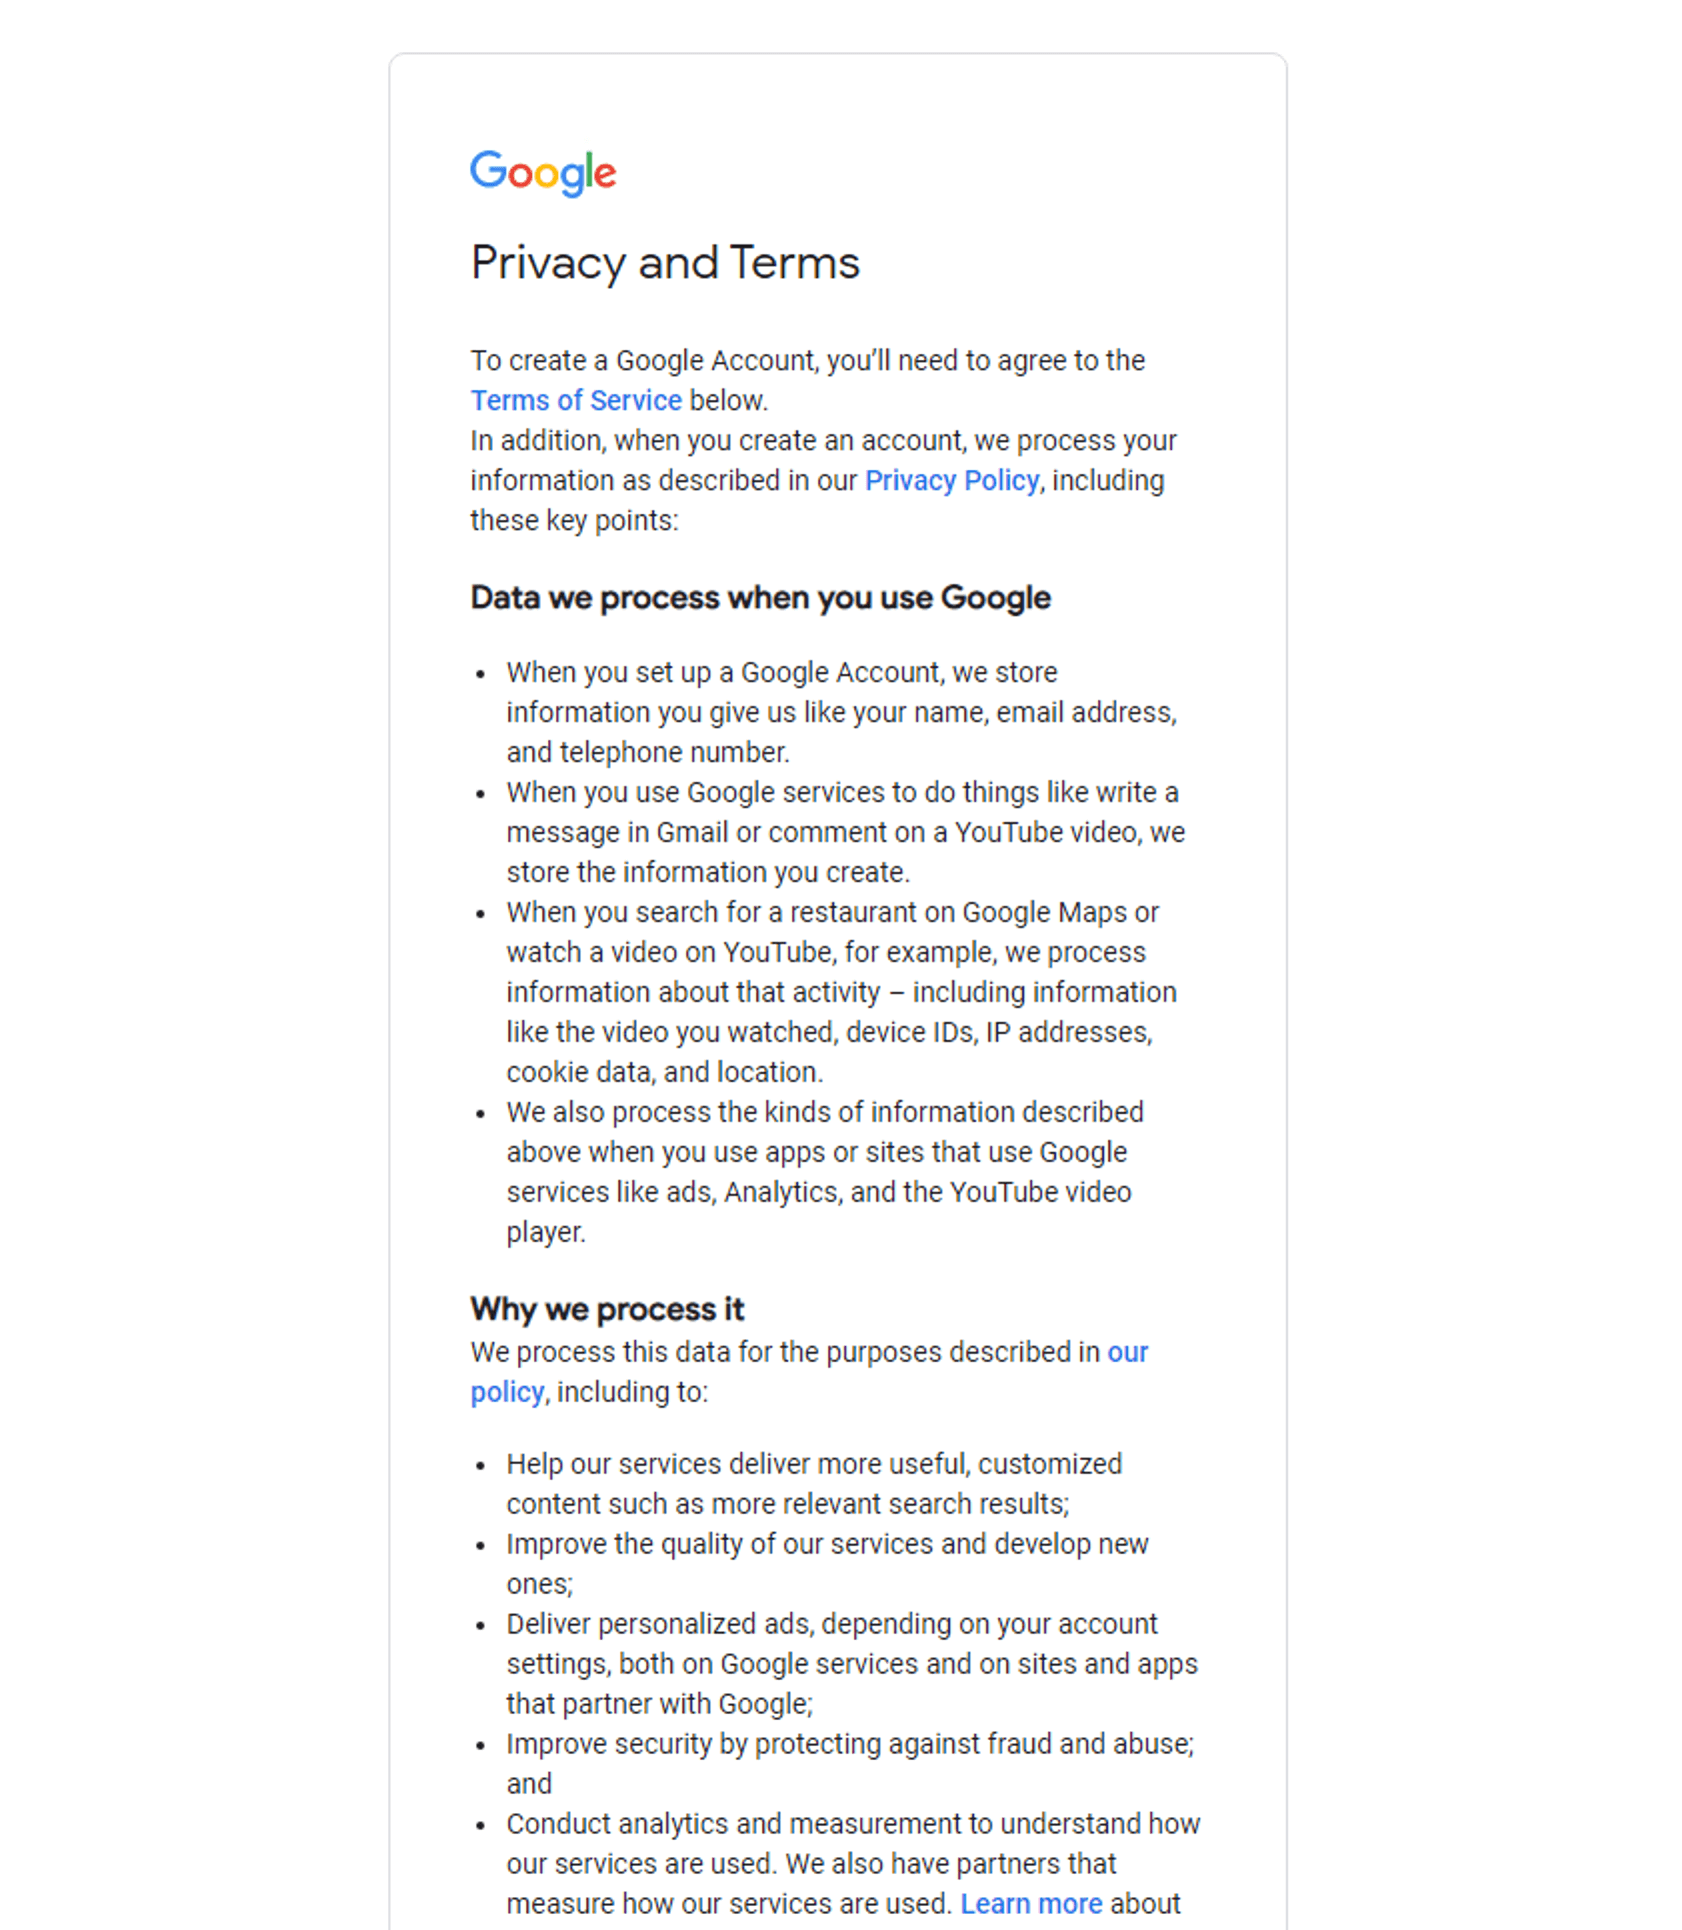 Google
Privacy and Terms
To create a Google Account, you’ll need to agree to the
Terms of Service below.
In addition, when you create an account, we process your
information as described in our Privacy Policy, including
these key points:
Data we process when you use Google
• When you set up a Google Account, we store
information you give us like your name, email address,
and telephone number.
• When you use Google services to do things like write a
message in Gmail or comment on a YouTube video, we
store the information you create.
• When you search for a restaurant on Google Maps or
watch a video on YouTube, for example, we process
information about that activity – including information
like the video you watched, device IDs, IP addresses,
cookie data, and location.
• We also process the kinds of information described
above when you use apps or sites that use Google
services like ads, Analytics, and the YouTube video
player.
Why we process it
We process this data for the purposes described in our
policy, including to:
• Help our services deliver more useful, customized
content such as more relevant search results;
• Improve the quality of our services and develop new
ones;
• Deliver personalized ads, depending on your account
settings, both on Google services and on sites and apps
that partner with Google;
• Improve security by protecting against fraud and abuse;
and
• Conduct analytics and measurement to understand how
our services are used. We also have partners that
measure how our services are used. Learn more about